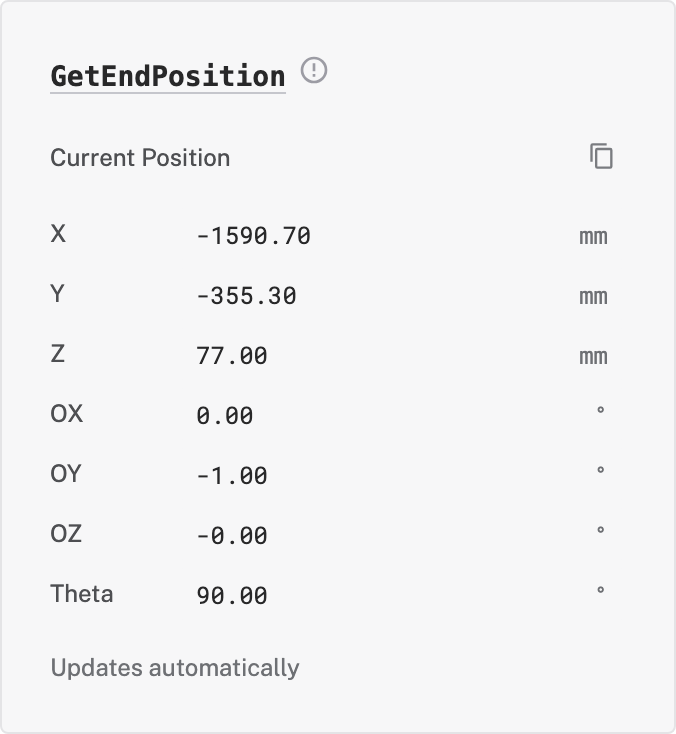 GetEndPosition
Current Position
X -1590.70 mm
Y -355.30 mm
Z 77.00 mm
OX 0.00 °
OY -1.00 °
OZ -0.00 °
Theta 90.00 °
Updates automatically